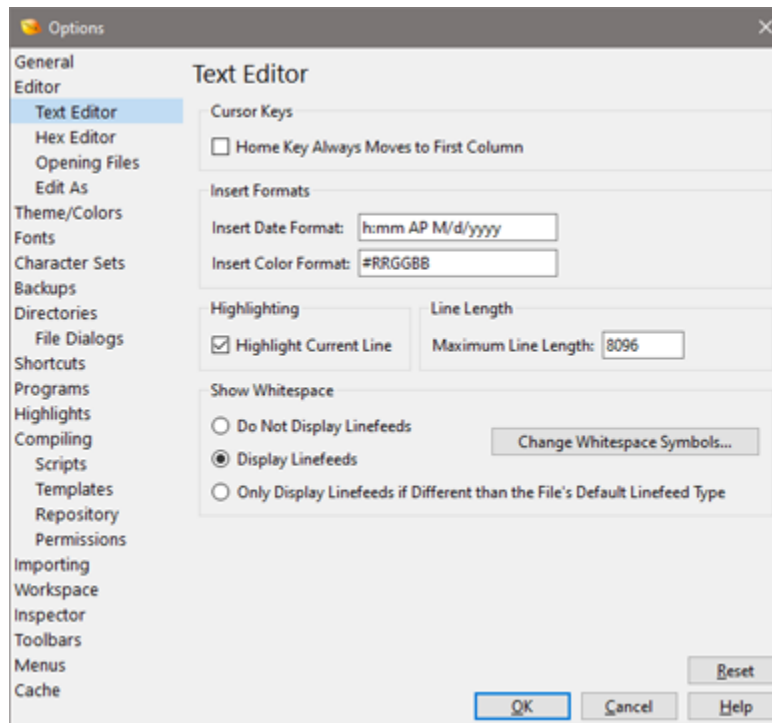 Options
General
Editor
Text Editor
Hex Editor
Opening Files
Edit As
Theme/Colors
Fonts
Character Sets
Backups
Directories
File Dialogs
Shortcuts
Programs
Highlights
Compiling
Scripts
Templates
Repository
Permissions
Importing
Workspace
Inspector
Toolbars
Menus
Cache
Text Editor
Cursor Keys
Home Key Always Moves to First Column
Insert Formats
Insert Date Format: h:mm AP M/d/yyyy
Insert Color Format: #RRGGBB
Highlighting
Highlight Current Line
Line Length
Maximum Line Length: 8096
Show Whitespace
Do Not Display Linefeeds
Display Linefeeds
Only Display Linefeeds if Different than the File's Default Linefeed Type
Change Whitespace Symbols...
Reset
OK Cancel Help